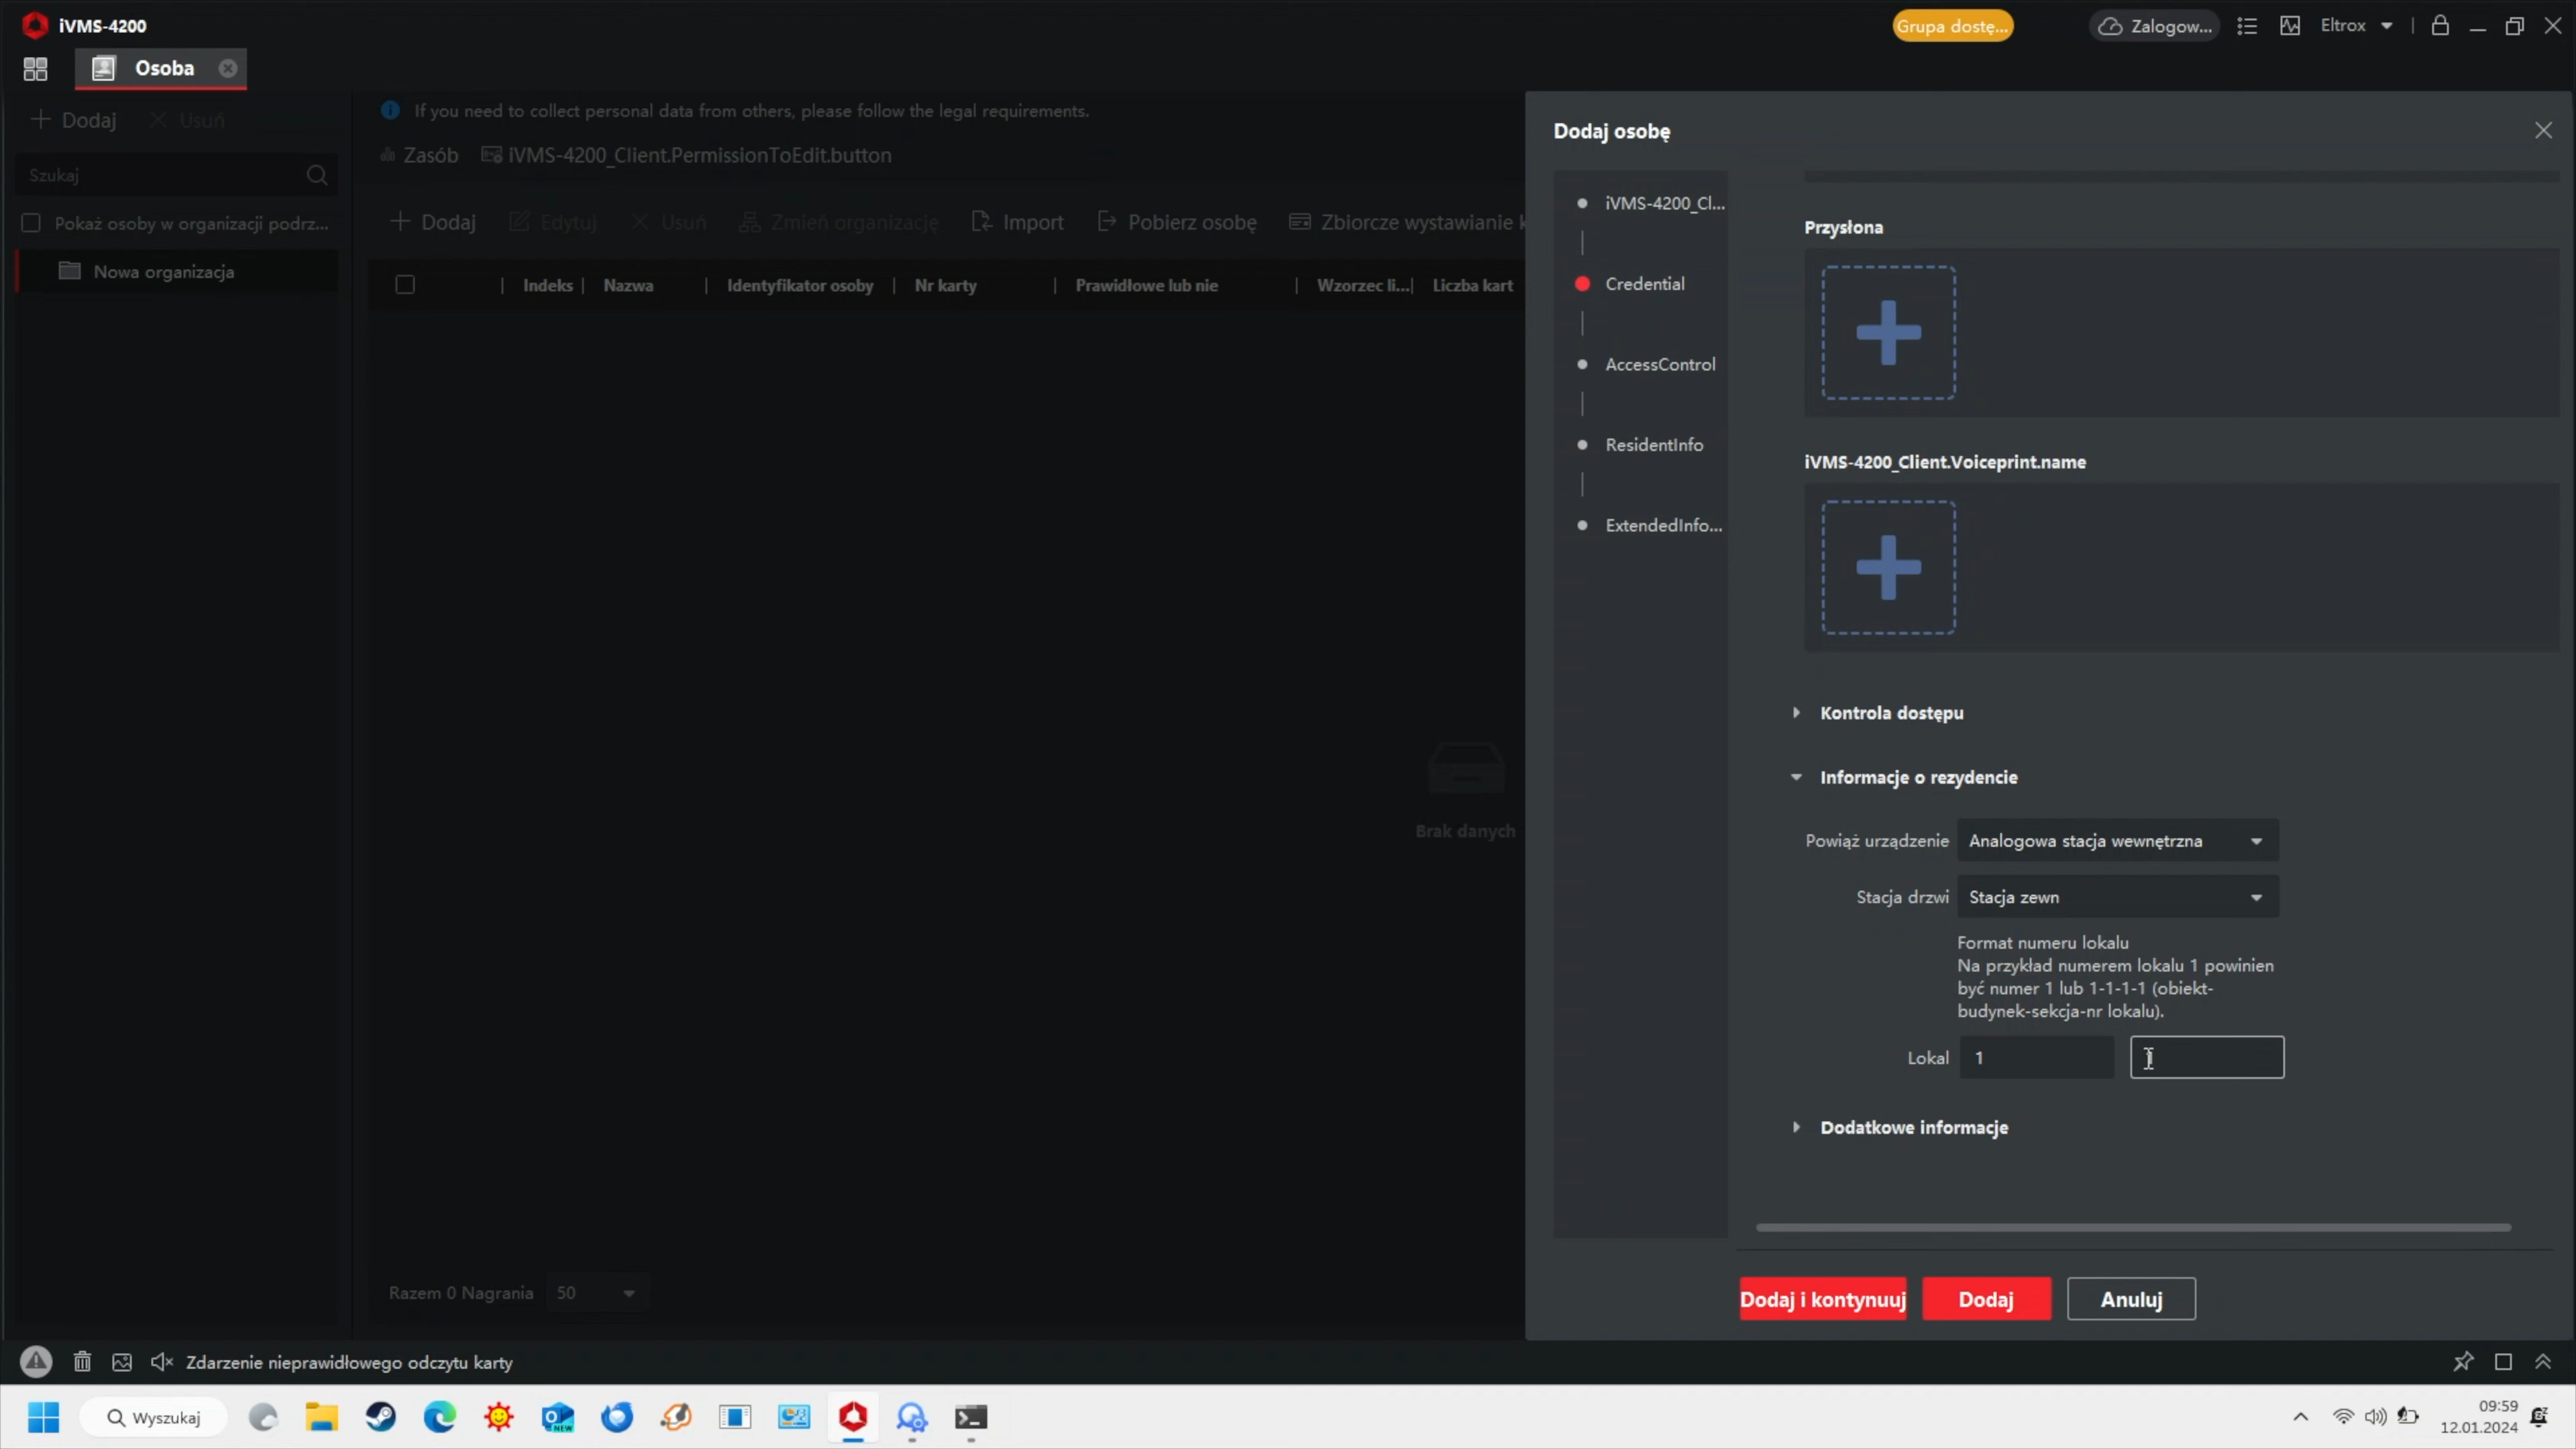 iVMS-4200
Grupa dostę...
Zalogow...
Eltrox
Osoba
Dodaj
Usuń
Szukaj
Pokaż osoby w organizacji podrz...
Nowa organizacja
If you need to collect personal data from others, please follow the legal requirements.
Zasób
iVMS-4200_Client.PermissionToEdit.button
Dodaj
Edytuj
Usuń
Zmień organizację
Import
Pobierz osobę
Zbiorcze wystawianie k
Indeks
Nazwa
Identyfikator osoby
Nr karty
Prawidłowe lub nie
Wzorzec li...
Liczba kart
Brak danych
Razem 0 Nagrania
50
Dodaj osobę
iVMS-4200_Cl...
Credential
AccessControl
ResidentInfo
ExtendedInfo...
Przysłona
iVMS-4200_Client.Voiceprint.name
Kontrola dostępu
Informacje o rezydencie
Powiąż urządzenie
Analogowa stacja wewnętrzna
Stacja drzwi
Stacja zewn
Format numeru lokalu
Na przykład numerem lokalu 1 powinien
być numer 1 lub 1-1-1-1 (obiekt-
budynek-sekcja-nr lokalu).
Lokal
1
Dodatkowe informacje
Dodaj i kontynuuj
Dodaj
Anuluj
Zdarzenie nieprawidłowego odczytu karty
Wyszukaj
NEW
09:59
12.01.2024